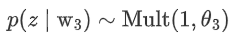 p(z | w₃) ~ Mult(1, θ₃)